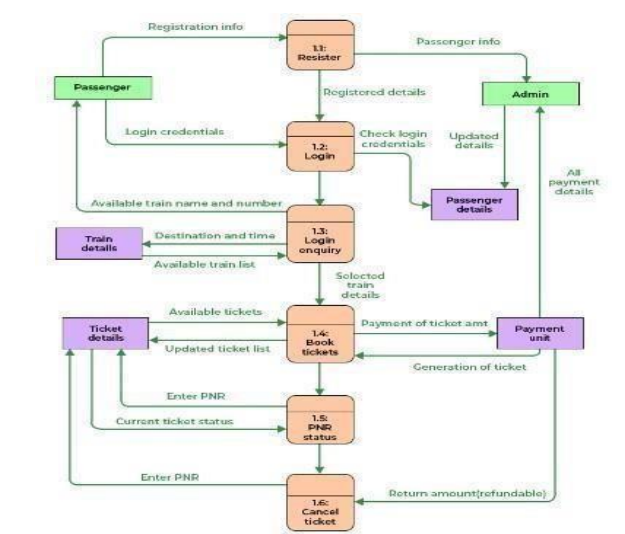 Registration info
1.1:
Resister
Passenger info
Passenger
Admin
Registered details
Login credentials
1.2:
Login
Check login
credentials
Updated
details
All
payment
details
Passenger
details
Available train name and number
1.3:
Login
enquiry
Train
details
Destination and time
Available train list
Selected
train
details
Available tickets
Ticket
details
Updated ticket list
1.4:
Book
tickets
Payment of ticket amt
Payment
unit
Generation of ticket
Enter PNR
Current ticket status
1.5:
PNR
status
Enter PNR
1.6:
Cancel
ticket
Return amount(refundable)